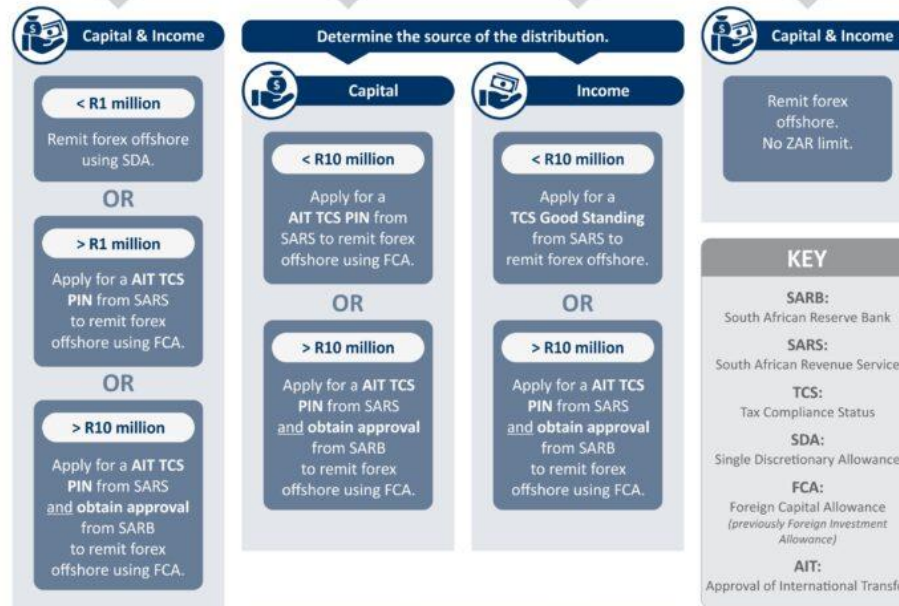 Capital & Income
< R1 million
Remit forex offshore
using SDA.
OR
> R1 million
Apply for a AIT TCS
PIN from SARS
to remit forex
offshore using FCA.
OR
> R10 million
Apply for a AIT TCS
PIN from SARS
and obtain approval
from SARB
to remit forex
offshore using FCA.
Determine the source of the distribution.
Capital
< R10 million
Apply for a
AIT TCS PIN from
SARS to remit forex
offshore using FCA.
OR
> R10 million
Apply for a AIT TCS
PIN from SARS
and obtain approval
from SARB
to remit forex
offshore using FCA.
Income
< R10 million
Apply for a
TCS Good Standing
from SARS to
remit forex offshore.
OR
> R10 million
Apply for a AIT TCS
PIN from SARS
and obtain approval
from SARB
to remit forex
offshore using FCA.
Capital & Income
Remit forex
offshore.
No ZAR limit.
KEY
SARB:
South African Reserve Bank
SARS:
South African Revenue Service
TCS:
Tax Compliance Status
SDA:
Single Discretionary Allowance
FCA:
Foreign Capital Allowance
(previously Foreign Investment
Allowance)
AIT:
Approval of International Transf